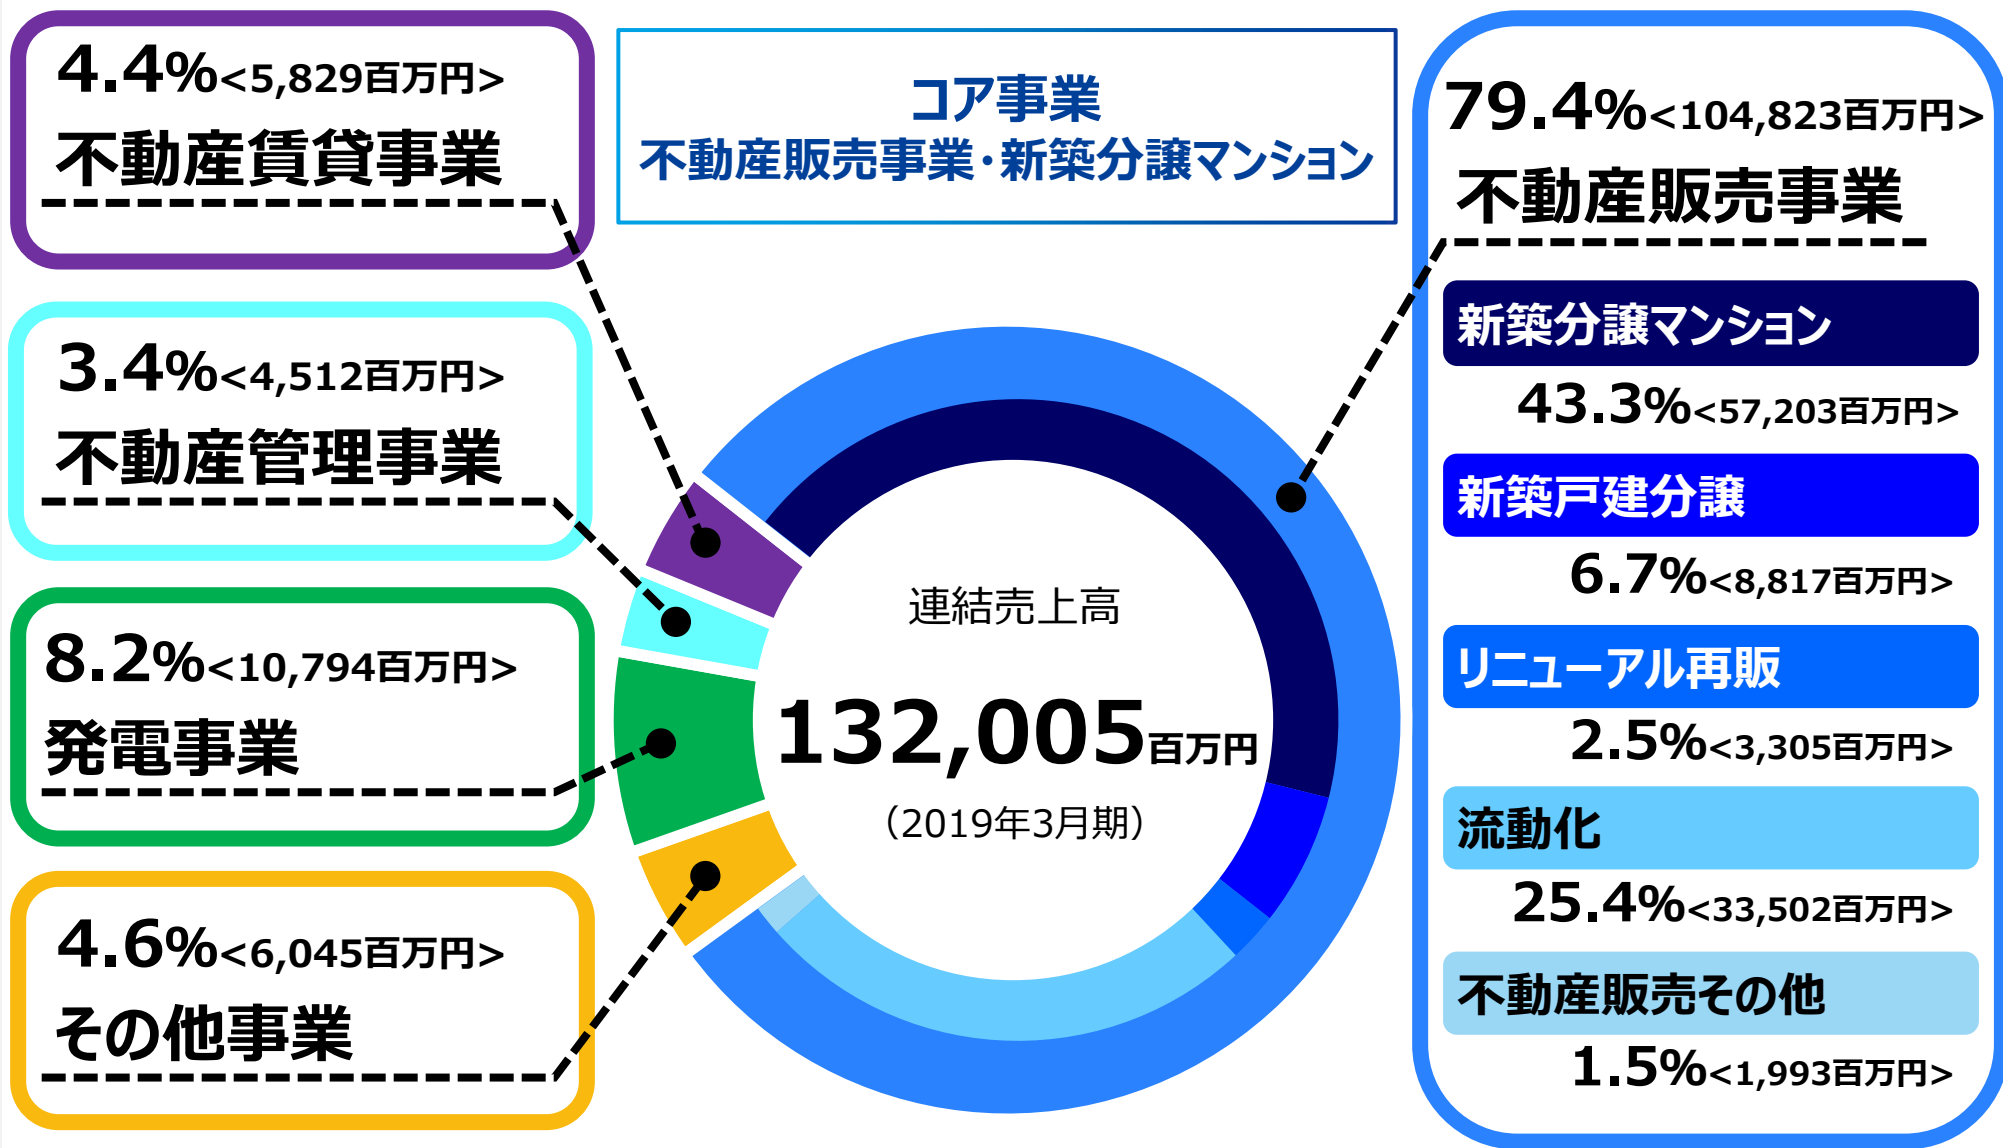 4.4%<5,829百万円>
不動産賃貸事業
3.4%<4,512百万円>
不動産管理事業
8.2%<10,794百万円>
発電事業
4.6%<6,045百万円>
その他事業
コア事業
不動産販売事業・新築分譲マンション
連結売上高
132,005百万円
（2019年3月期）
79.4%<104,823百万円>
不動産販売事業
新築分譲マンション
43.3%<57,203百万円>
新築戸建分譲
6.7%<8,817百万円>
リニューアル再販
2.5%<3,305百万円>
流動化
25.4%<33,502百万円>
不動産販売その他
1.5%<1,993百万円>